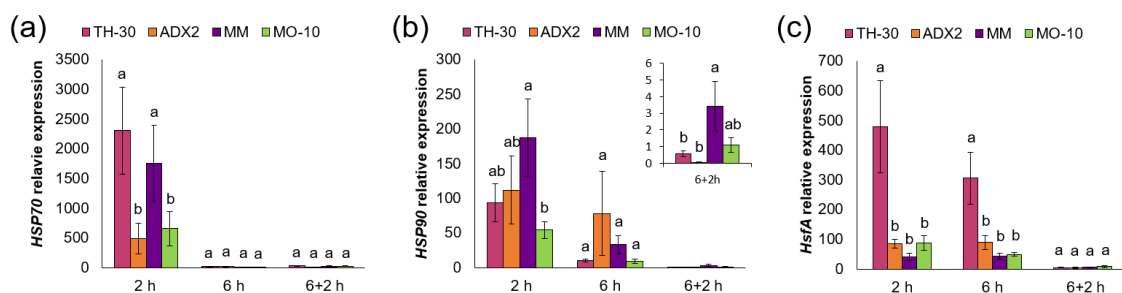 (a)
TH-30 ADX2 MM MO-10
HSP70 relavie expression
3500
3000
2500
2000
1500
1000
500
0
a
b
a
b
a a a a
a a a a
2 h 6 h 6+2 h
(b)
TH-30 ADX2 MM MO-10
HSP90 relative expression
300
250
200
150
100
50
0
ab
ab
a
b
a
a
a
a
2 h 6 h 6+2 h
6
5
4
3
2
1
0
b
b
a
ab
6+2h
(c)
TH-30 ADX2 MM MO-10
HsfA relative expression
700
600
500
400
300
200
100
0
a
b b b
a
b b b
a a a a
2 h 6 h 6+2 h